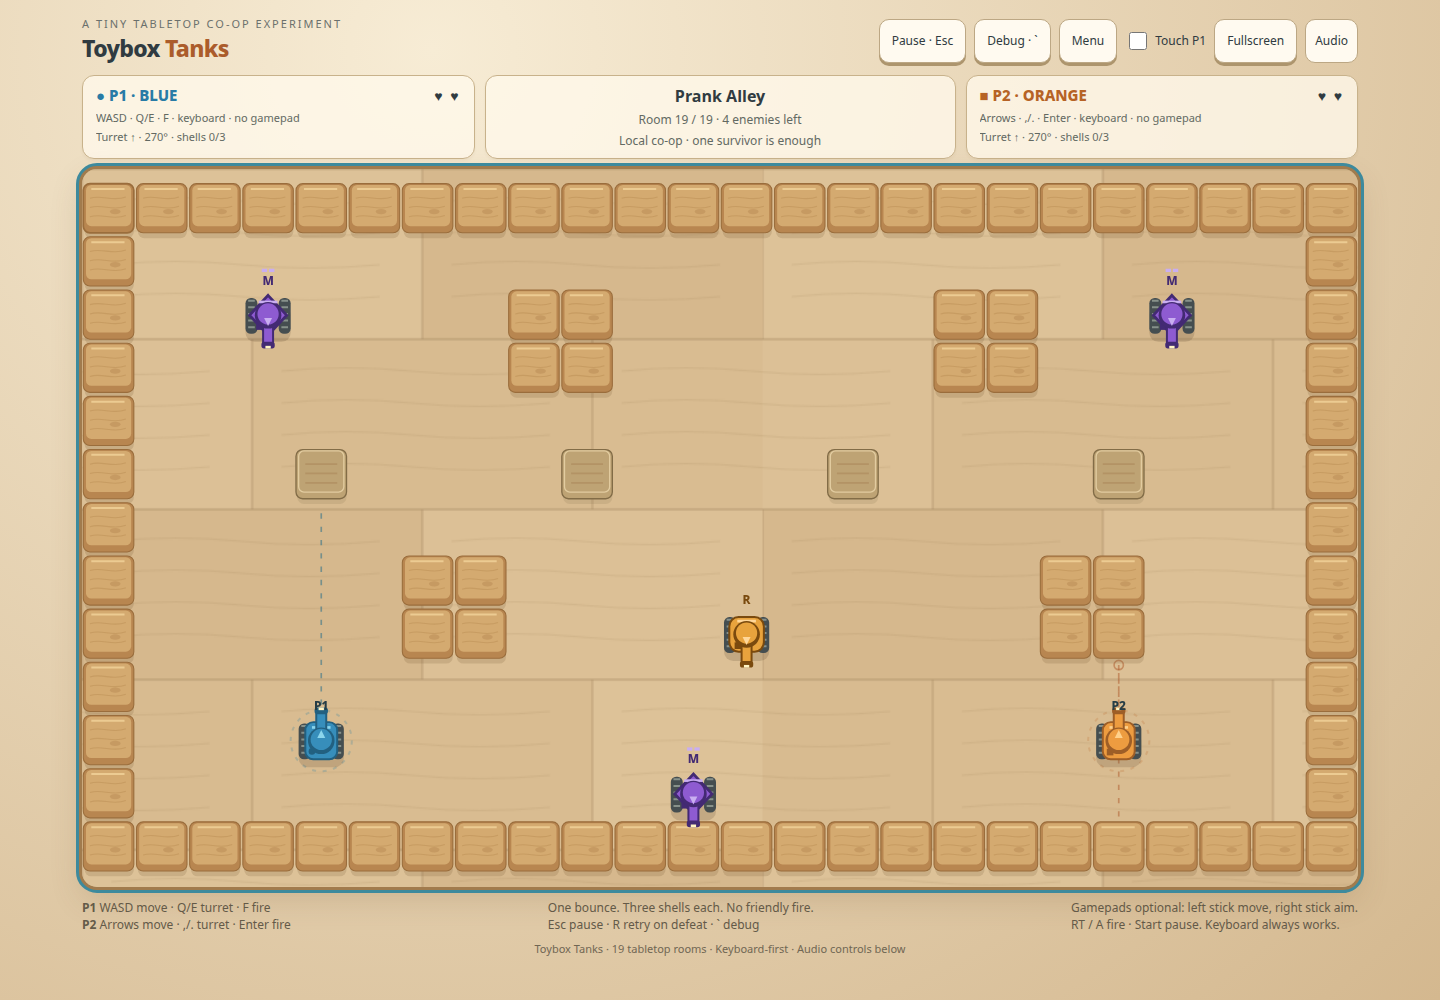 A TINY TABLETOP CO-OP EXPERIMENT
Toybox Tanks
Pause · Esc
Debug · `
Menu
Touch P1
Fullscreen
Audio
● P1 · BLUE
♥ ♥
WASD · Q/E · F · keyboard · no gamepad
Turret ↑ · 270° · shells 0/3
Prank Alley
Room 19 / 19 · 4 enemies left
Local co-op · one survivor is enough
■ P2 · ORANGE
♥ ♥
Arrows · ,/. · Enter · keyboard · no gamepad
Turret ↑ · 270° · shells 0/3
M
M
R
P1
P2
M
P1 WASD move · Q/E turret · F fire
P2 Arrows move · ,/. turret · Enter fire
One bounce. Three shells each. No friendly fire.
Esc pause · R retry on defeat · ` debug
Gamepads optional: left stick move, right stick aim.
RT / A fire · Start pause. Keyboard always works.
Toybox Tanks · 19 tabletop rooms · Keyboard-first · Audio controls below